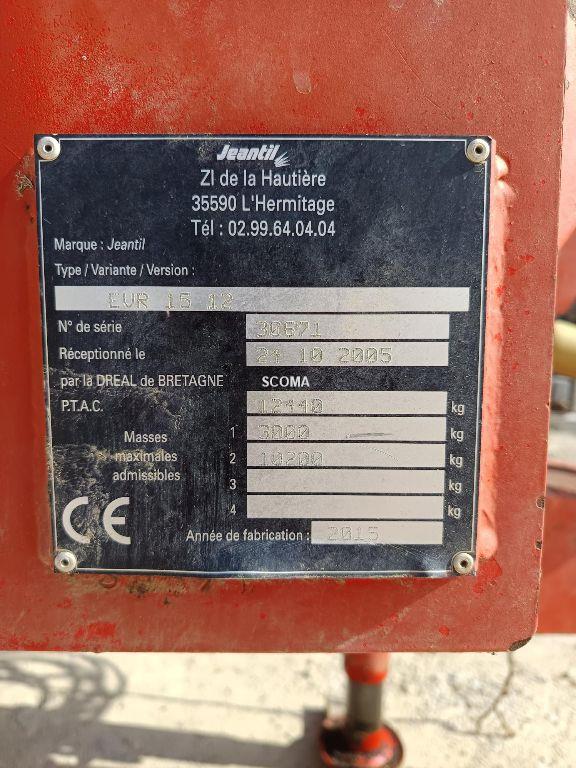 Jeantil
ZI de la Hautière
35590 L'Hermitage
Tél : 02.99.64.04.04
Marque : Jeantil
Type / Variante / Version :
EVR 15 12
N° de série 30671
Réceptionné le 21 10 2005
par la DREAL de BRETAGNE SCOMA
P.T.A.C. 12440 kg
Masses maximales admissibles
1 3060 kg
2 10200 kg
3 kg
4 kg
CE
Année de fabrication : 2015